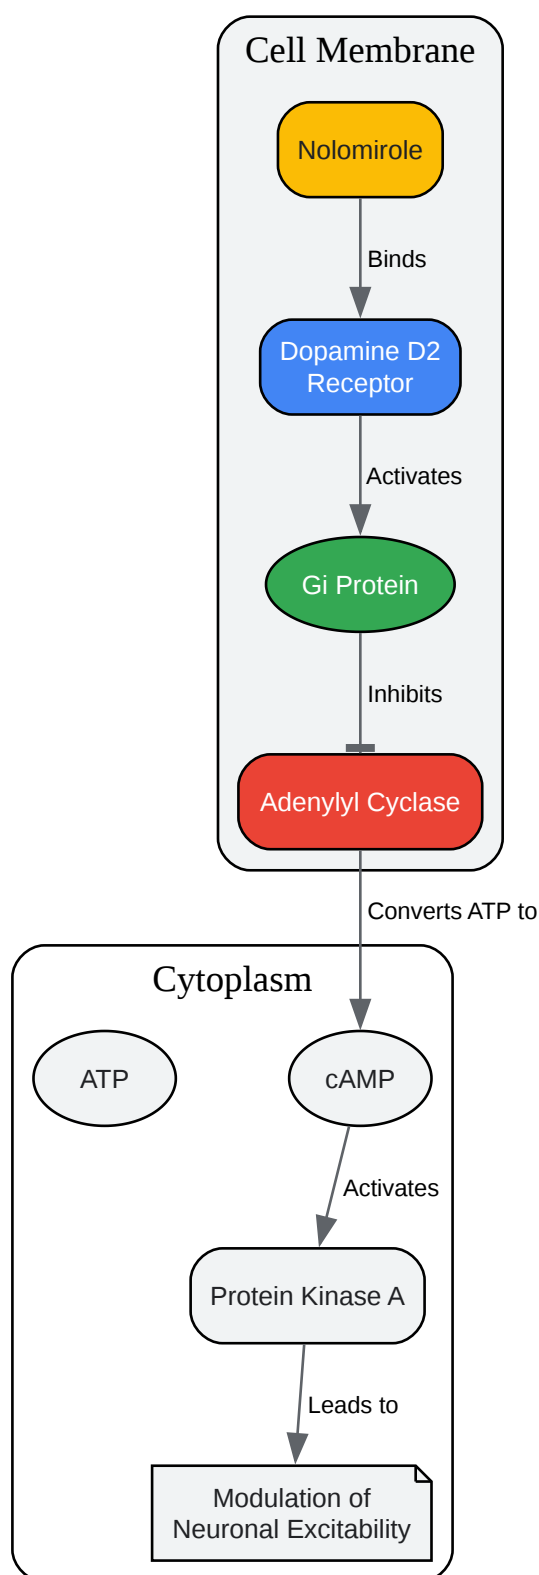 Cell Membrane
Nolomirole
Binds
Dopamine D2
Receptor
Activates
Gi Protein
Inhibits
Adenylyl Cyclase
Converts ATP to
Cytoplasm
ATP
cAMP
Activates
Protein Kinase A
Leads to
Modulation of
Neuronal Excitability